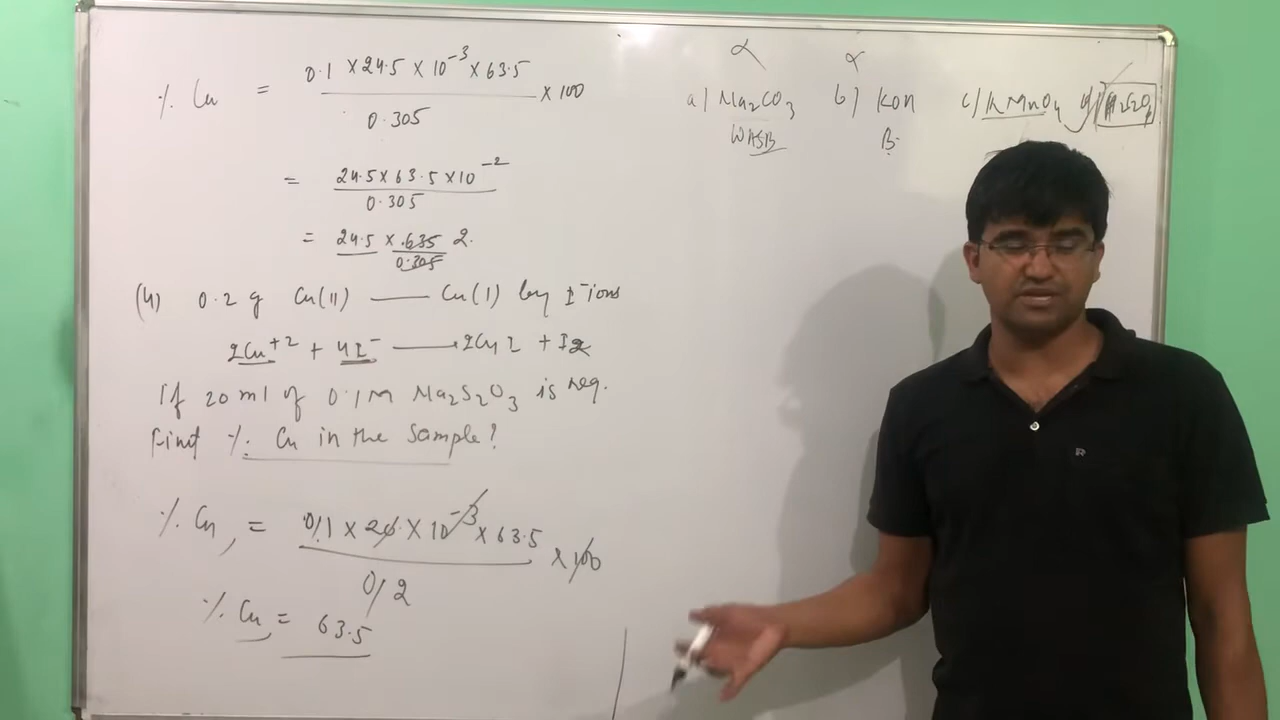 % Cu = 0.1 × 24.5 × 10⁻³ × 63.5 / 0.305 × 100
= 24.5 × 63.5 × 10⁻² / 0.305
= 24.5 × .635 / 0.305 2.
(4) 0.2 g Cu(II) — Cu(I) by I⁻ ions
2Cu⁺² + 4I⁻ → 2CuI + I2
If 20 ml of 0.1M Na2S2O3 is req.
Find % Cu in the sample?
% Cu, = 0.1 × 20 × 10⁻³ × 63.5 / 0.2 × 100
% Cu = 63.5
a) Na2CO3 b) KOH c) KMnO4 d)
WASB B
R